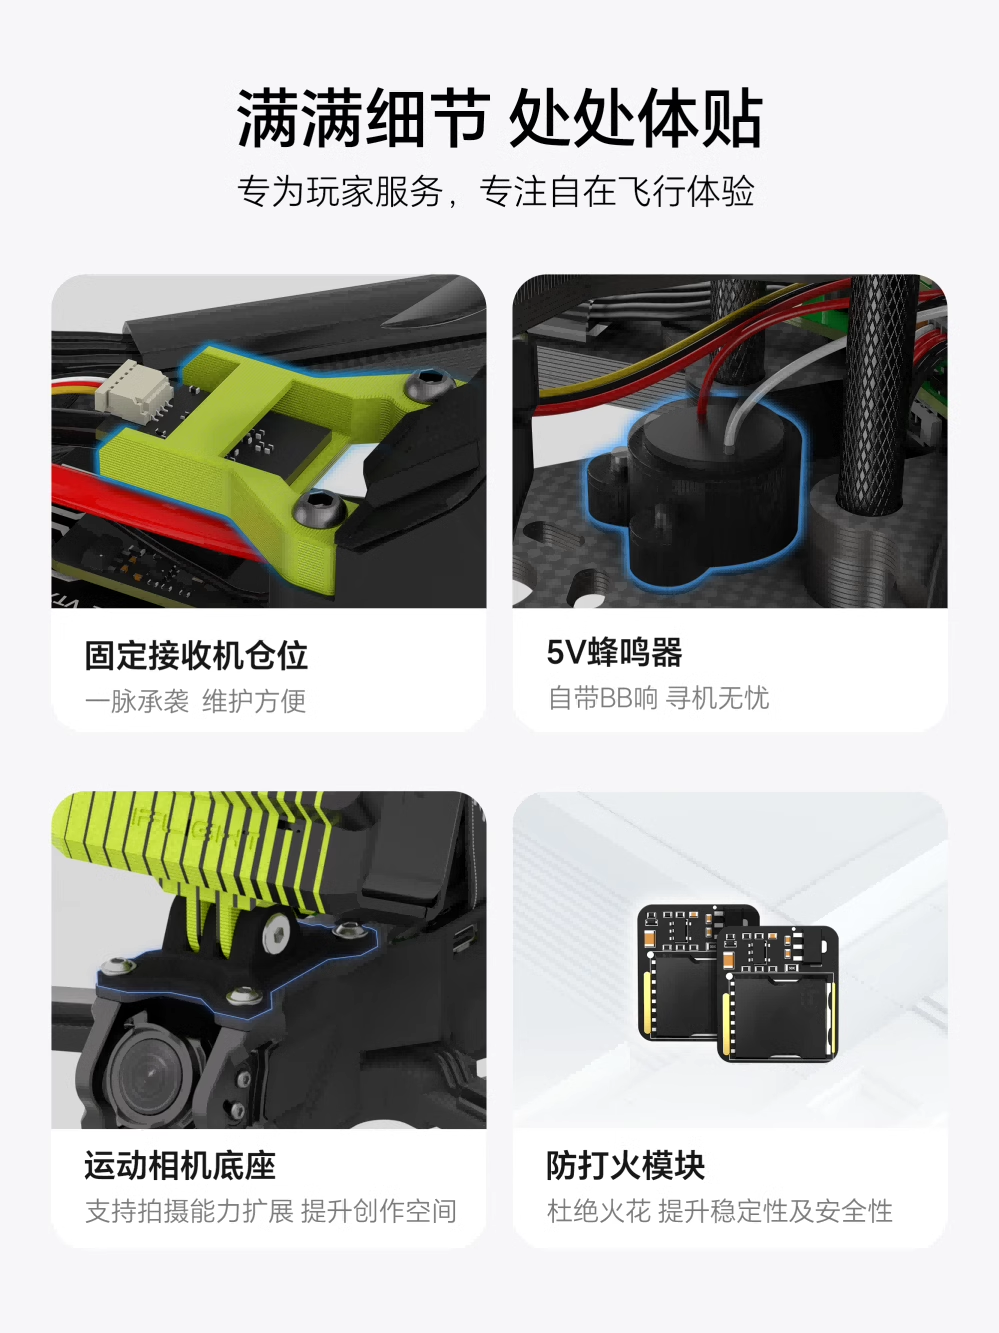 满满细节 处处体贴
专为玩家服务，专注自在飞行体验
固定接收机仓位
一脉承袭 维护方便
5V蜂鸣器
自带BB响 寻机无忧
FLIGHT
运动相机底座
支持拍摄能力扩展 提升创作空间
防打火模块
杜绝火花 提升稳定性及安全性